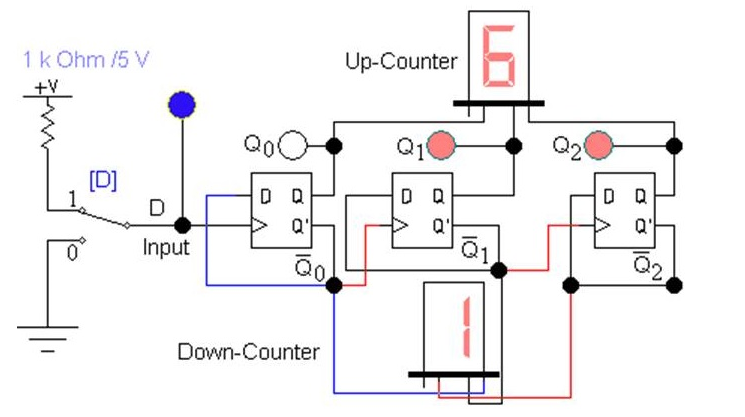 1 k Ohm /5 V
+V
Up-Counter
6
Q0
Q1
Q2
[D]
1
D
0
Input
D Q
Q'
D Q
Q'
D Q
Q'
Q̅0
Q̅1
Q̅2
Down-Counter
1